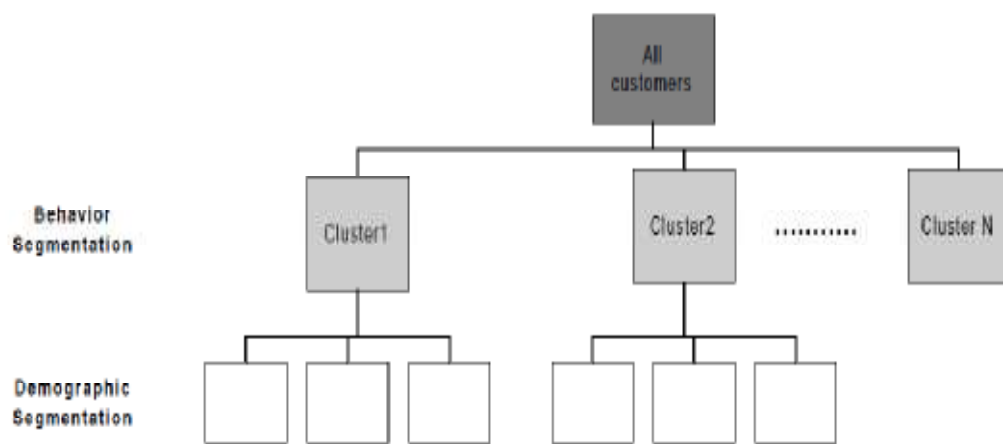 All
customers
Behavior
Segmentation
Cluster1
Cluster2
...........
Cluster N
Demographic
Segmentation